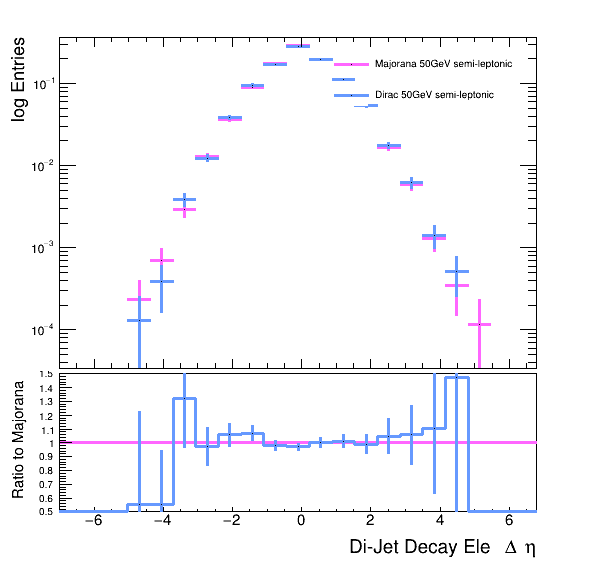 log Entries
10⁻¹
10⁻²
10⁻³
10⁻⁴
Majorana 50GeV semi-leptonic
Dirac 50GeV semi-leptonic
Ratio to Majorana
1.5
1.4
1.3
1.2
1.1
1
0.9
0.8
0.7
0.6
0.5
−6 −4 −2 0 2 4 6
Di-Jet Decay Ele Δ η